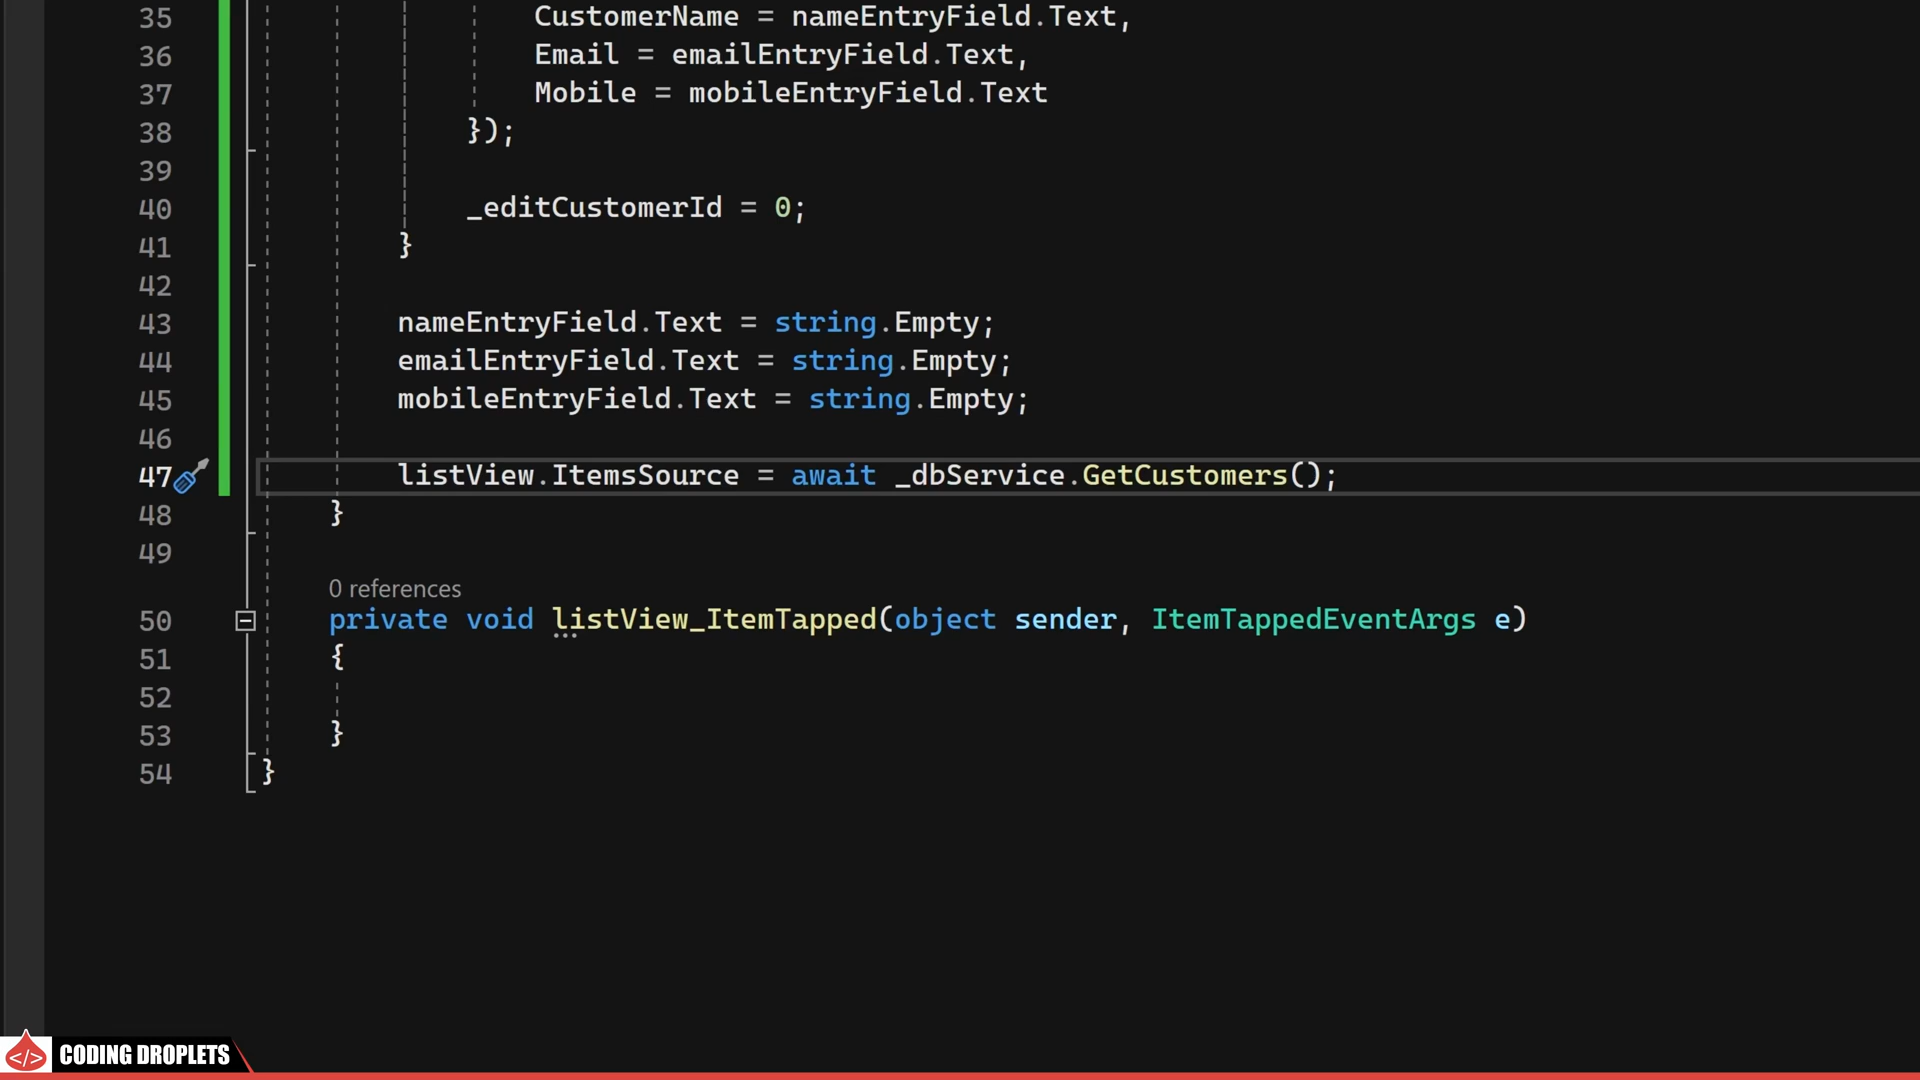 35 CustomerName = nameEntryField.Text,
36 Email = emailEntryField.Text,
37 Mobile = mobileEntryField.Text
38 });
39
40 _editCustomerId = 0;
41 }
42
43 nameEntryField.Text = string.Empty;
44 emailEntryField.Text = string.Empty;
45 mobileEntryField.Text = string.Empty;
46
47 listView.ItemsSource = await _dbService.GetCustomers();
48 }
49
0 references
50 private void listView_ItemTapped(object sender, ItemTappedEventArgs e)
51 {
52
53 }
54 }
</> CODING DROPLETS